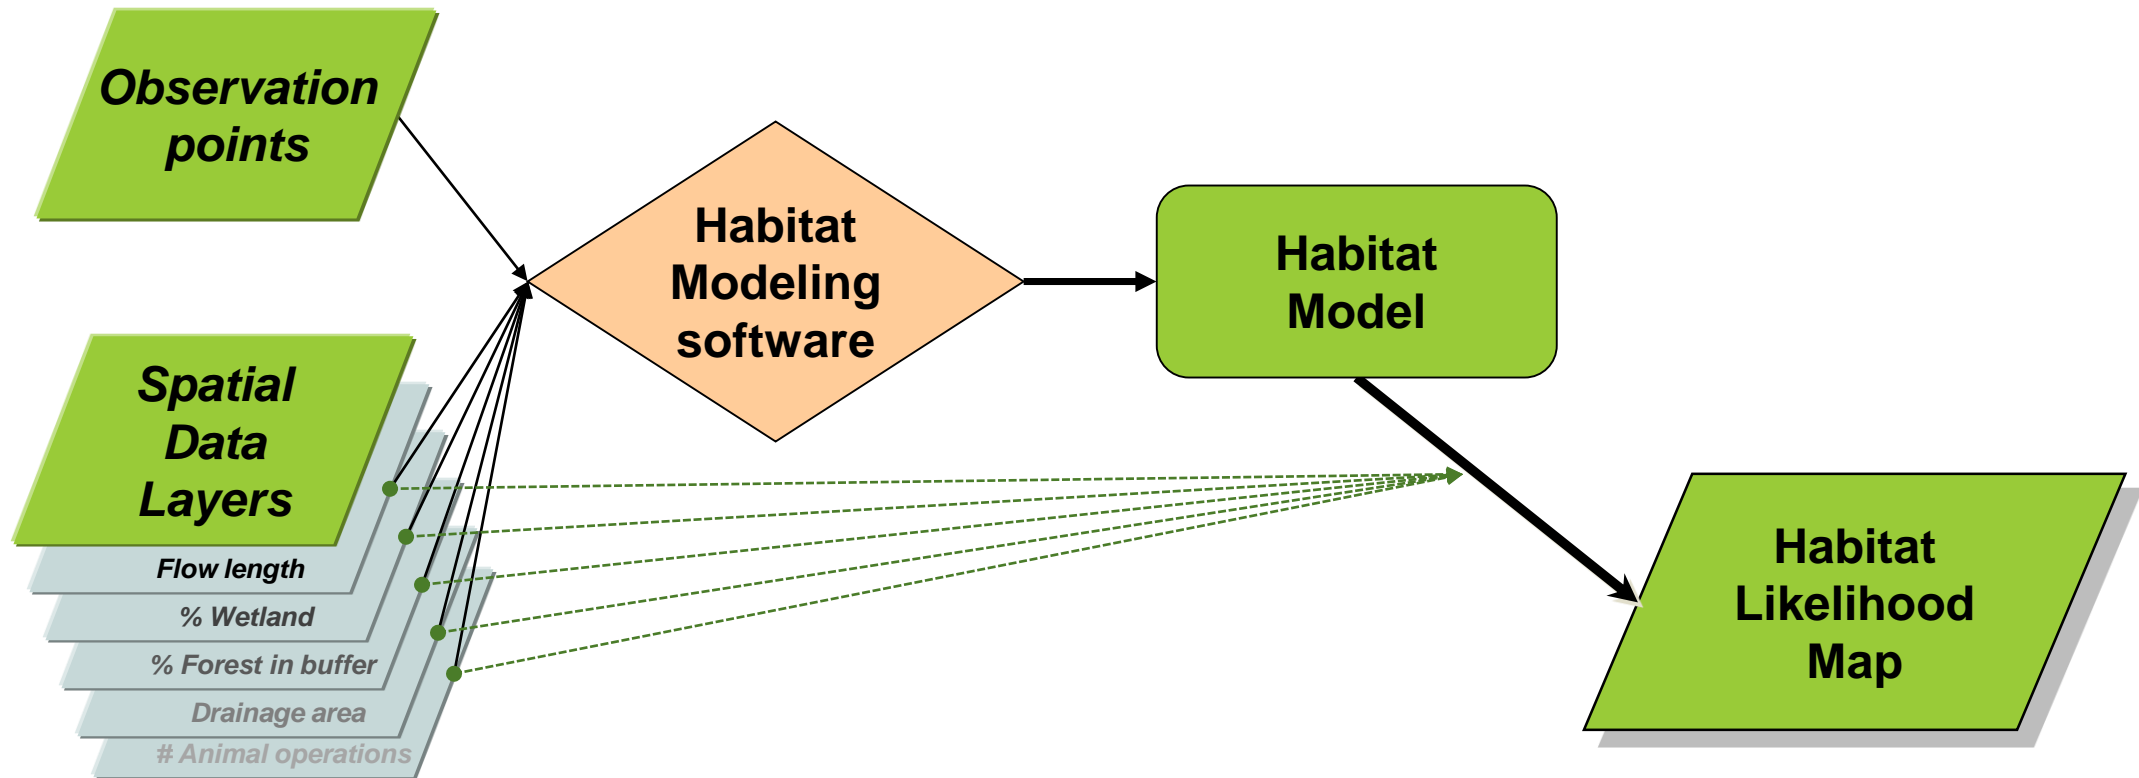 Observation
points
Habitat
Modeling
software
Habitat
Model
Spatial
Data
Layers
Flow length
% Wetland
% Forest in buffer
Drainage area
# Animal operations
Habitat
Likelihood
Map